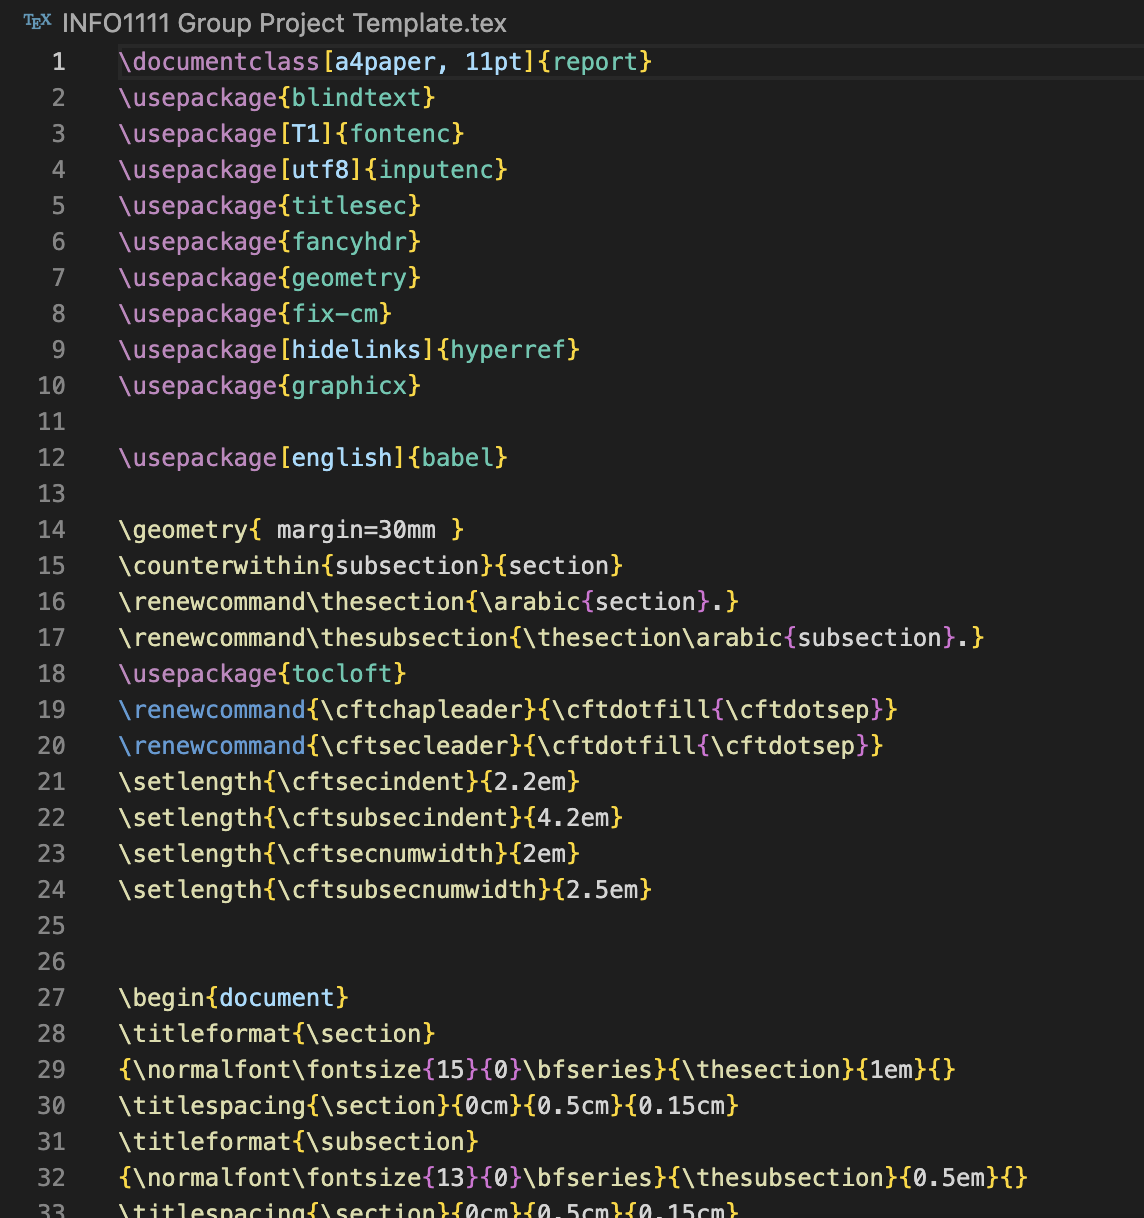 TEX INFO1111 Group Project Template.tex
1 \documentclass[a4paper, 11pt]{report}
2 \usepackage{blindtext}
3 \usepackage[T1]{fontenc}
4 \usepackage[utf8]{inputenc}
5 \usepackage{titlesec}
6 \usepackage{fancyhdr}
7 \usepackage{geometry}
8 \usepackage{fix-cm}
9 \usepackage[hidelinks]{hyperref}
10 \usepackage{graphicx}
11
12 \usepackage[english]{babel}
13
14 \geometry{ margin=30mm }
15 \counterwithin{subsection}{section}
16 \renewcommand\thesection{\arabic{section}.}
17 \renewcommand\thesubsection{\thesection\arabic{subsection}.}
18 \usepackage{tocloft}
19 \renewcommand{\cftchapleader}{\cftdotfill{\cftdotsep}}
20 \renewcommand{\cftsecleader}{\cftdotfill{\cftdotsep}}
21 \setlength{\cftsecindent}{2.2em}
22 \setlength{\cftsubsecindent}{4.2em}
23 \setlength{\cftsecnumwidth}{2em}
24 \setlength{\cftsubsecnumwidth}{2.5em}
25
26
27 \begin{document}
28 \titleformat{\section}
29 {\normalfont\fontsize{15}{0}\bfseries}{\thesection}{1em}{}
30 \titlespacing{\section}{0cm}{0.5cm}{0.15cm}
31 \titleformat{\subsection}
32 {\normalfont\fontsize{13}{0}\bfseries}{\thesubsection}{0.5em}{}
33 \titlespacing{\section}{0cm}{0.5cm}{0.15cm}